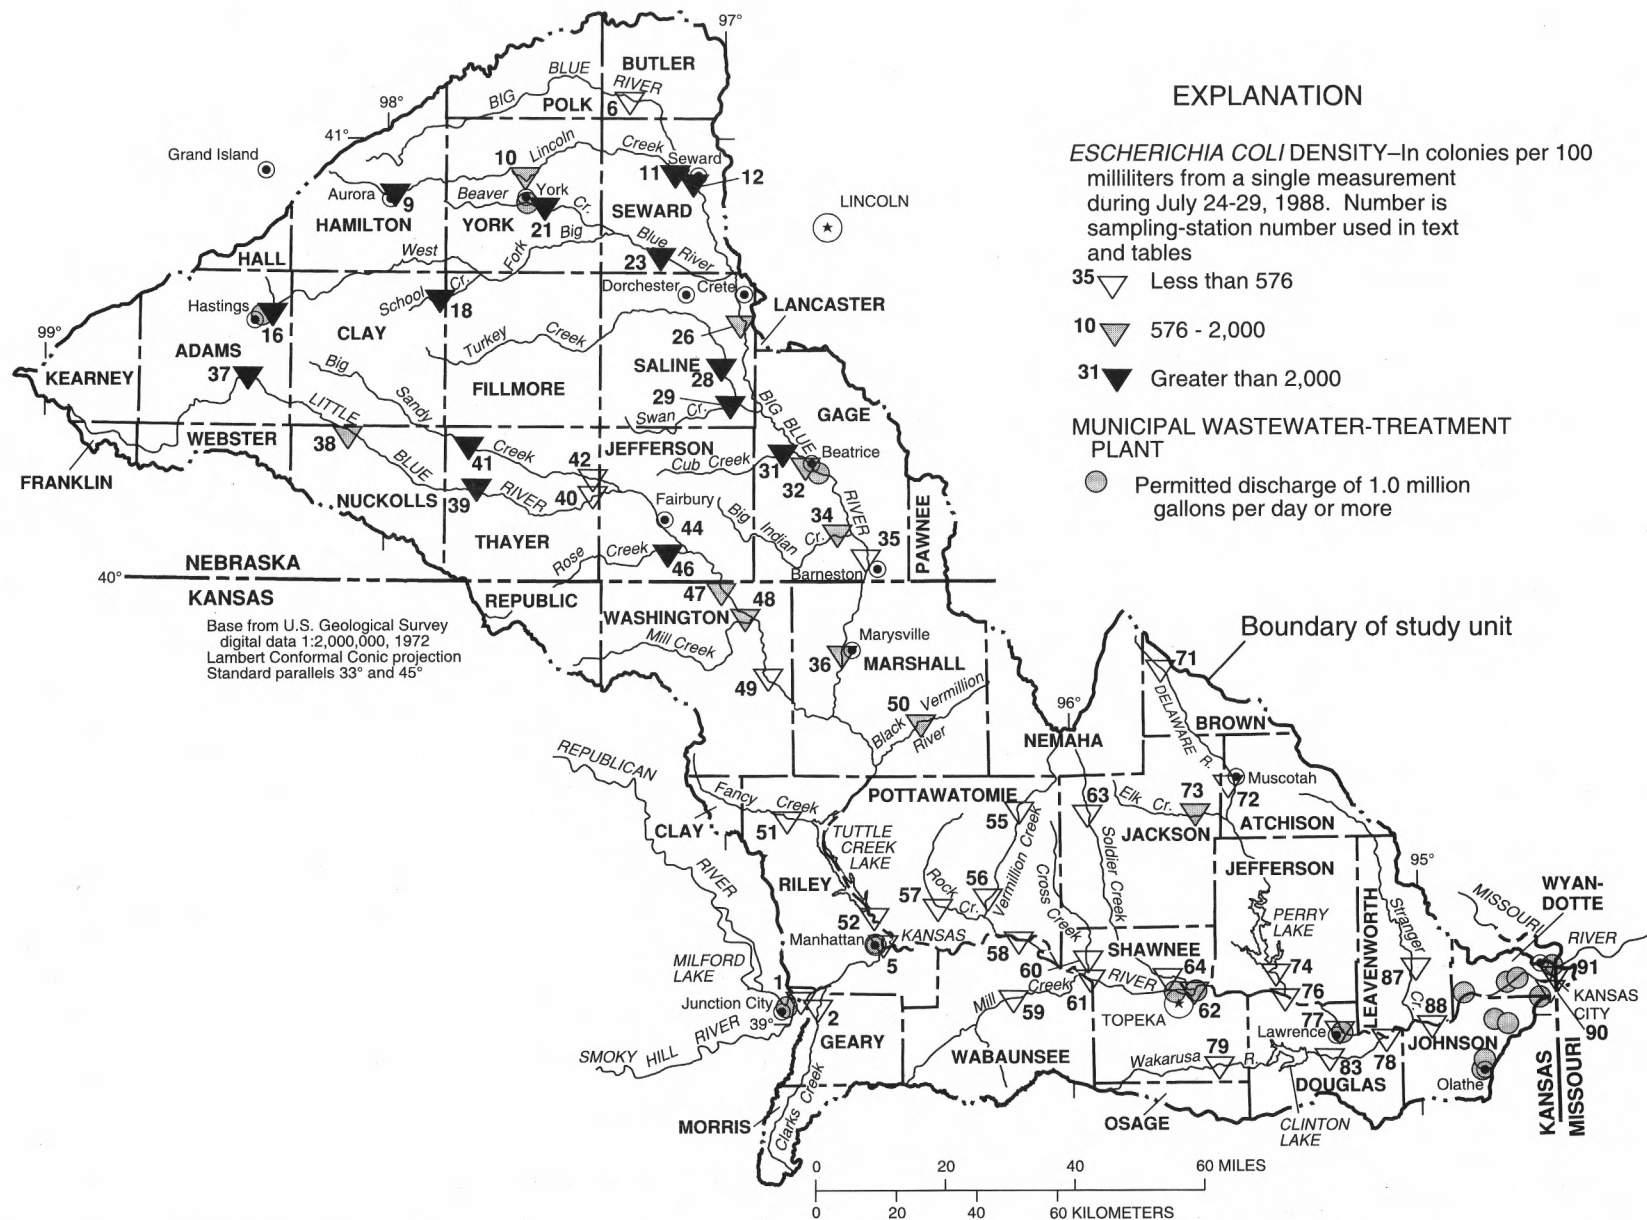 97°
BUTLER
BLUE
RIVER
BIG
POLK
6
98°
41°
Grand Island
10
Lincoln
Creek
Seward
11
12
Aurora
9
Beaver
York
Cr.
HAMILTON
YORK
21
SEWARD
LINCOLN
West
Fork
Big
Blue
River
23
HALL
School
Cr.
Dorchester
Crete
Hastings
16
18
CLAY
LANCASTER
99°
Turkey
Creek
26
ADAMS
37
KEARNEY
Big
Sandy
FILLMORE
SALINE
28
29
Swan
Cr.
BIG
BLUE
GAGE
LITTLE
WEBSTER
38
JEFFERSON
FRANKLIN
BLUE
41
Creek
42
Cub Creek
31
Beatrice
32
NUCKOLLS
39
RIVER
40
Fairbury
44
Big
Indian
Cr.
34
RIVER
35
PAWNEE
THAYER
Rose
Creek
46
Barneston
NEBRASKA
40°
KANSAS
REPUBLIC
47
48
WASHINGTON
Base from U.S. Geological Survey
digital data 1:2,000,000, 1972
Lambert Conformal Conic projection
Standard parallels 33° and 45°
Mill Creek
Marysville
36
MARSHALL
49
50
Black
Vermillion
River
EXPLANATION
ESCHERICHIA COLI DENSITY–In colonies per 100
milliliters from a single measurement
during July 24-29, 1988. Number is
sampling-station number used in text
and tables
35 Less than 576
10 576 - 2,000
31 Greater than 2,000
MUNICIPAL WASTEWATER-TREATMENT
PLANT
Permitted discharge of 1.0 million
gallons per day or more
Boundary of study unit
71
DELAWARE
R.
96°
BROWN
NEMAHA
REPUBLICAN
Muscotah
72
Fancy
Creek
POTTAWATOMIE
55
63
Elk
Cr.
73
CLAY
51
TUTTLE
CREEK
LAKE
JACKSON
ATCHISON
RIVER
RILEY
Rock
Cr.
56
57
Vermillion Creek
Cross
Creek
Soldier Creek
JEFFERSON
95°
52
Manhattan
5
KANSAS
58
PERRY
LAKE
LEAVENWORTH
Stranger
Cr.
MISSOURI
RIVER
WYAN-
DOTTE
MILFORD
LAKE
SHAWNEE
60
RIVER
64
74
87
91
1
Junction City
39°
2
Mill
Creek
59
61
62
TOPEKA
76
77
Lawrence
88
KANSAS
CITY
90
SMOKY
HILL
RIVER
GEARY
WABAUNSEE
Wakarusa
R.
79
83
78
JOHNSON
DOUGLAS
Olathe
KANSAS
MISSOURI
MORRIS
Clarks Creek
OSAGE
CLINTON
LAKE
0 20 40 60 MILES
0 20 40 60 KILOMETERS